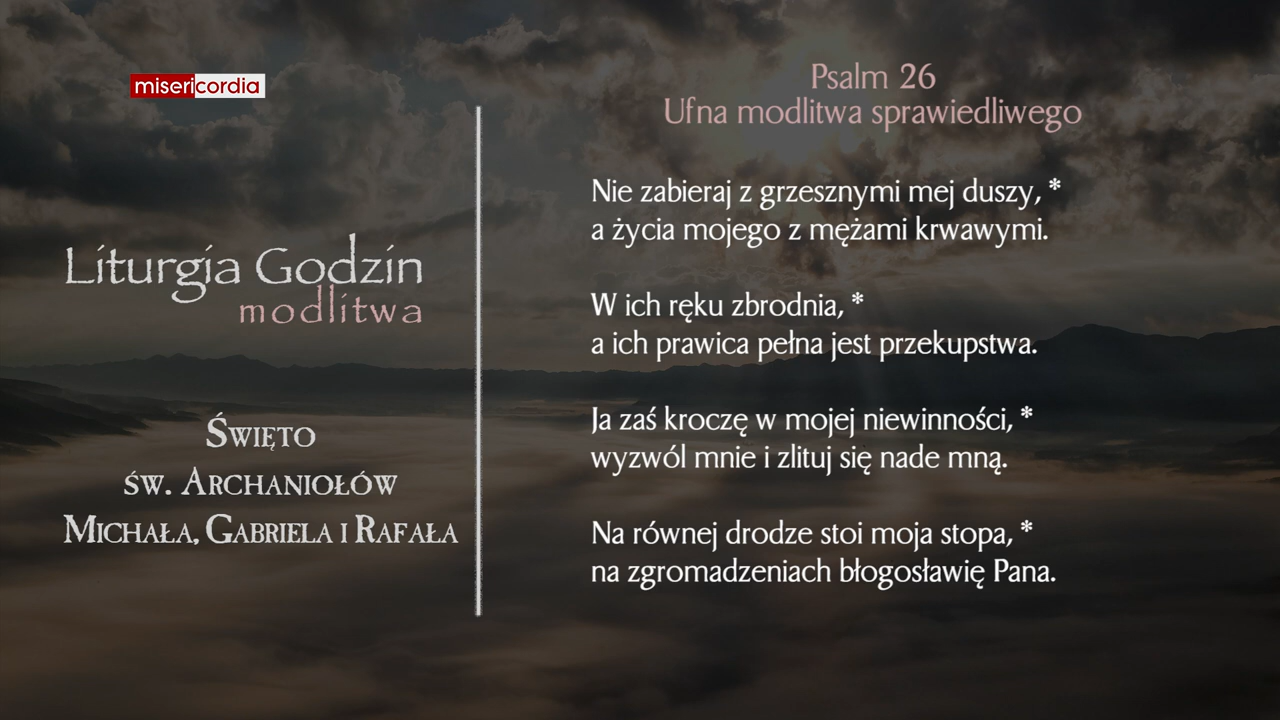 misericordia
Liturgia Godzin
modlitwa
Święto
św. Archaniołów
Michała, Gabriela i Rafała
Psalm 26
Ufna modlitwa sprawiedliwego
Nie zabieraj z grzesznymi mej duszy, *
a życia mojego z mężami krwawymi.
W ich ręku zbrodnia, *
a ich prawica pełna jest przekupstwa.
Ja zaś kroczę w mojej niewinności, *
wyzwól mnie i zlituj się nade mną.
Na równej drodze stoi moja stopa, *
na zgromadzeniach błogosławię Pana.